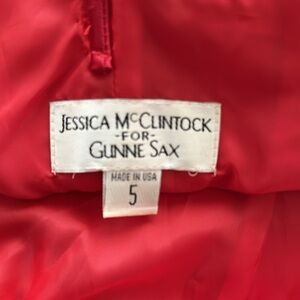 JESSICA McCLINTOCK
-FOR-
GUNNE SAX
MADE IN USA
5